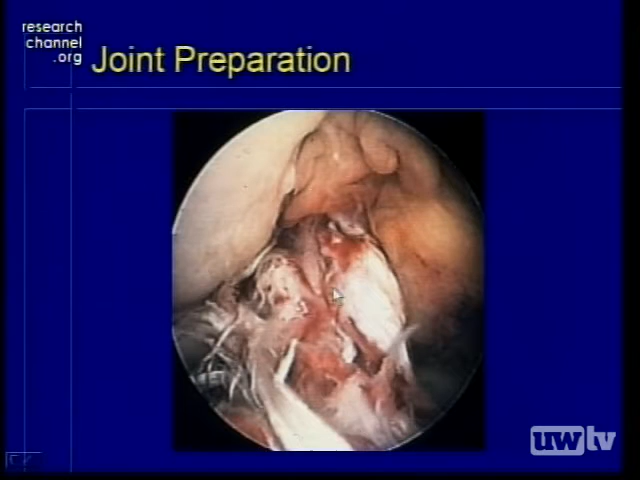 research
channel
.org
Joint Preparation
uwtv